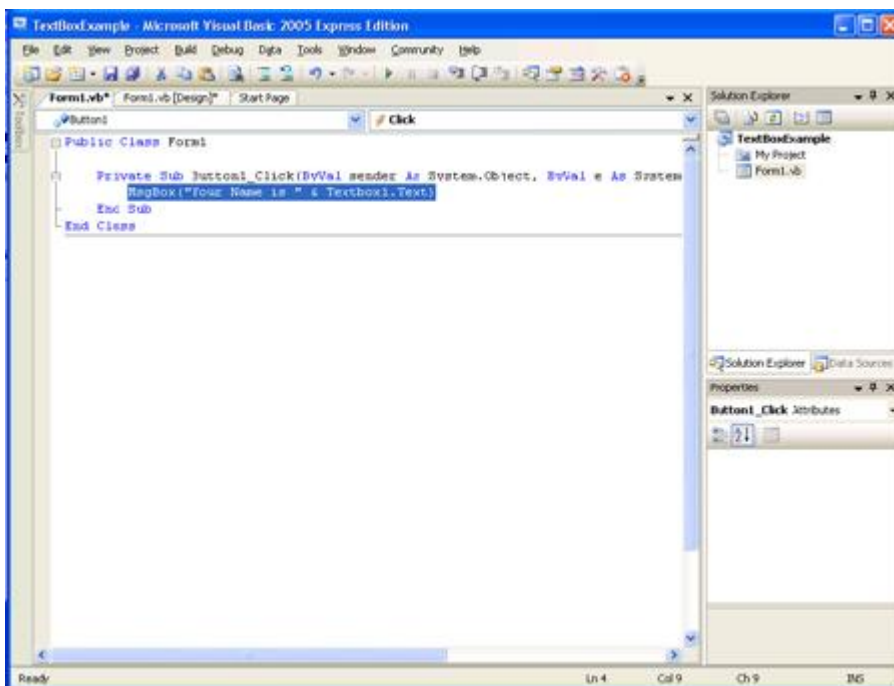 TextBoxExample - Microsoft Visual Basic 2005 Express Edition
File Edit View Project Build Debug Data Tools Window Community Help
Toolbox
Form1.vb* Form1.vb [Design]* Start Page
Button1 Click
Public Class Form1
Private Sub Button1_Click(ByVal sender As System.Object, ByVal e As System
MsgBox("Your Name is " & Textbox1.Text)
End Sub
End Class
Solution Explorer
TextBoxExample
My Project
Form1.vb
Solution Explorer Data Sources
Properties
Button1_Click Attributes
Ready Ln 4 Col 9 Ch 9 INS